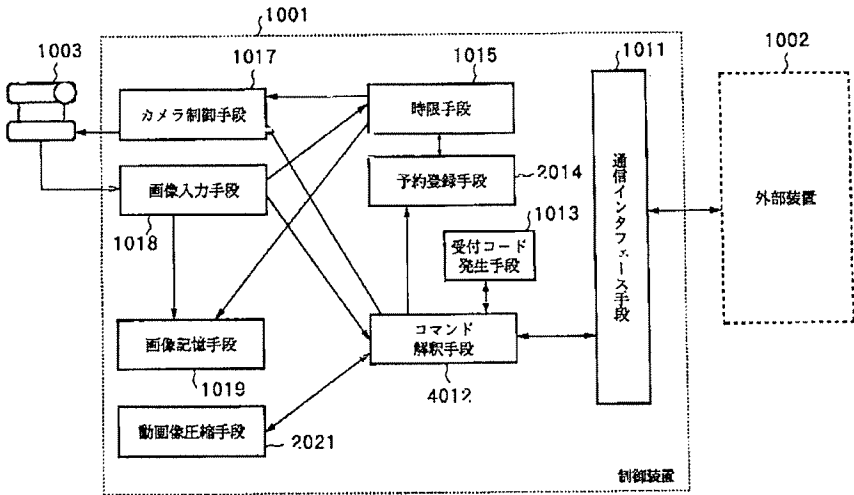 1001
1003
1017
1015
1011
1002
カメラ制御手段
時限手段
画像入力手段
1018
予約登録手段
2014
1013
受付コード
発生手段
通信インタフェース手段
外部装置
画像記憶手段
1019
コマンド
解釈手段
4012
動画像圧縮手段
2021
制御装置